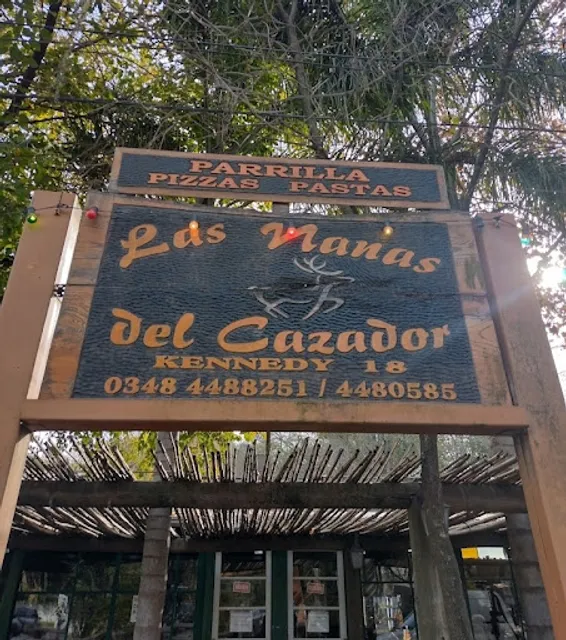 PARRILLA
PIZZAS PASTAS
Las Nanas
del Cazador
KENNEDY 18
0348 4488251 / 4480585